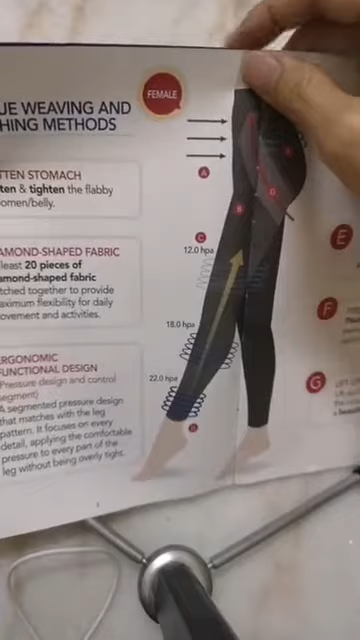 FEMALE
UE WEAVING AND
HING METHODS
TTEN STOMACH
ten & tighten the flabby
omen/belly.
AMOND-SHAPED FABRIC
least 20 pieces of
amond-shaped fabric
tched together to provide
aximum flexibility for daily
ovement and activities.
RGONOMIC
FUNCTIONAL DESIGN
Pressure design and control
segment)
A segmented pressure design
that matches with the leg
pattern. It focuses on every
detail, applying the comfortable
pressure to every part of the
leg without being overly tight.
A
B
C
12.0 hpa
18.0 hpa
22.0 hpa
D
E
F
G